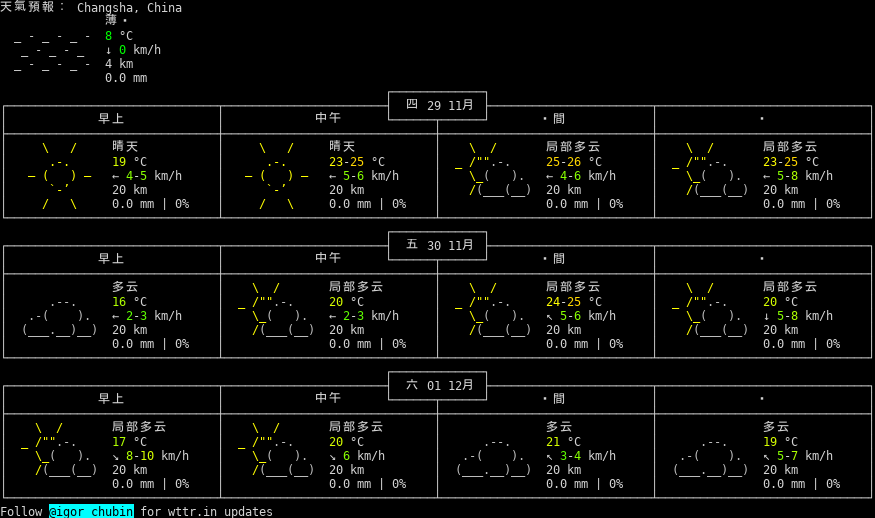 天氣預報： Changsha, China
薄・
8 °C
↓ 0 km/h
4 km
0.0 mm
四 29 11月
早上 中午 ・間 ・
晴天 晴天 局部多云 局部多云
19 °C 23-25 °C 25-26 °C 23-25 °C
← 4-5 km/h ← 5-6 km/h ← 4-6 km/h ← 5-8 km/h
20 km 20 km 20 km 20 km
0.0 mm | 0% 0.0 mm | 0% 0.0 mm | 0% 0.0 mm | 0%
五 30 11月
早上 中午 ・間 ・
多云 局部多云 局部多云 局部多云
16 °C 20 °C 24-25 °C 20 °C
← 2-3 km/h ← 2-3 km/h ↖ 5-6 km/h ↓ 5-8 km/h
20 km 20 km 20 km 20 km
0.0 mm | 0% 0.0 mm | 0% 0.0 mm | 0% 0.0 mm | 0%
六 01 12月
早上 中午 ・間 ・
局部多云 局部多云 多云 多云
17 °C 20 °C 21 °C 19 °C
↘ 8-10 km/h ↘ 6 km/h ↖ 3-4 km/h ↖ 5-7 km/h
20 km 20 km 20 km 20 km
0.0 mm | 0% 0.0 mm | 0% 0.0 mm | 0% 0.0 mm | 0%
Follow @igor_chubin for wttr.in updates